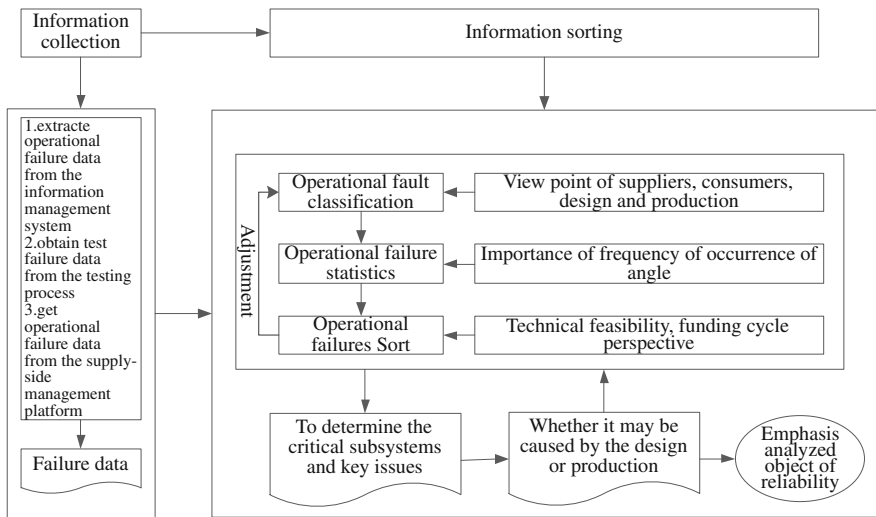 Information
collection
Information sorting
1.extracte
operational
failure data
from the
information
management
system
2.obtain test
failure data
from the testing
process
3.get
operational
failure data
from the supply-
side
management
platform
Failure data
Adjustment
Operational fault
classification
View point of suppliers, consumers,
design and production
Operational failure
statistics
Importance of frequency of occurrence of
angle
Operational
failures Sort
Technical feasibility, funding cycle
perspective
To determine the
critical subsystems
and key issues
Whether it may be
caused by the design
or production
Emphasis
analyzed
object of
reliability